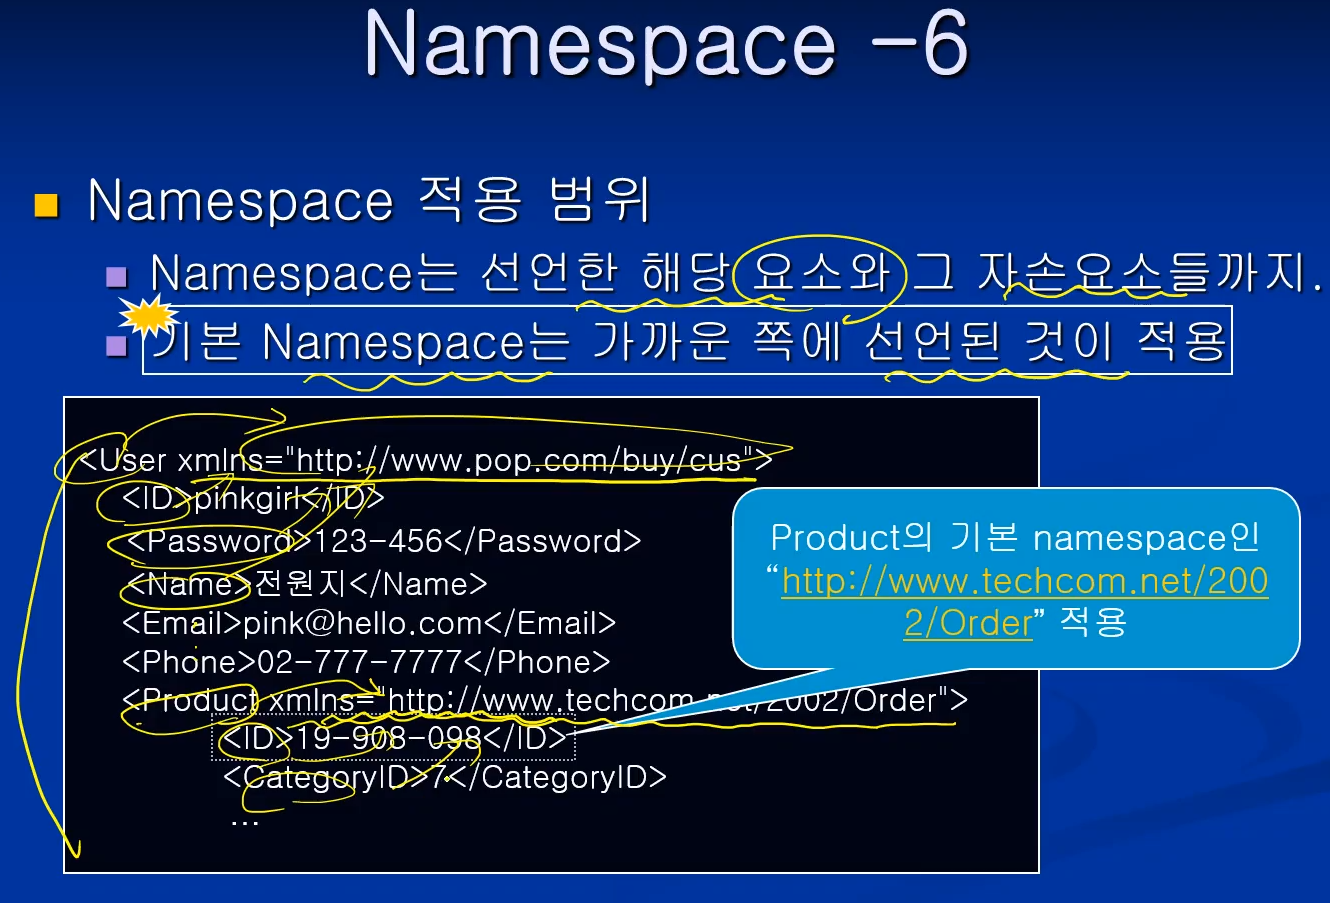 Namespace -6
Namespace 적용 범위
Namespace는 선언한 해당 요소와 그 자손요소들까지.
기본 Namespace는 가까운 쪽에 선언된 것이 적용
<User xmlns="http://www.pop.com/buy/cus">
<ID>pinkgirl</ID>
<Password>123-456</Password>
<Name>전원지</Name>
<Email>pink@hello.com</Email>
<Phone>02-777-7777</Phone>
<Product xmlns="http://www.techcom.net/2002/Order">
<ID>19-908-098</ID>
<CategoryID>7</CategoryID>
...
Product의 기본 namespace인
“http://www.techcom.net/200
2/Order” 적용